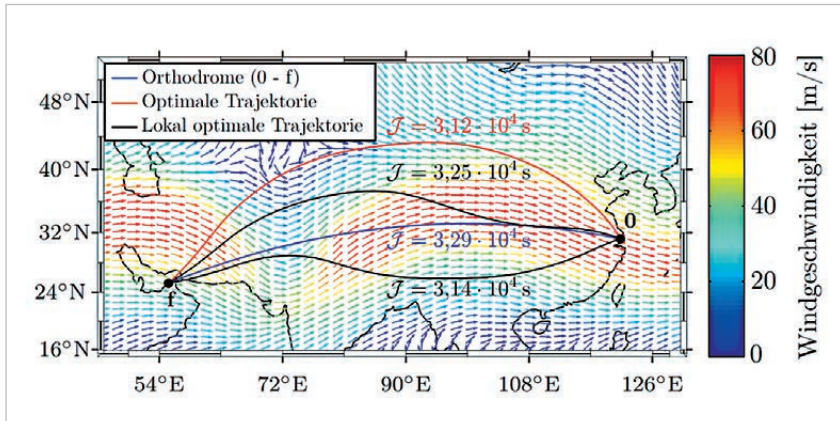 Orthodrome (0 - f)
Optimale Trajektorie
Lokal optimale Trajektorie
𝒥 = 3,12 · 10⁴ s
𝒥 = 3,25 · 10⁴ s
𝒥 = 3,29 · 10⁴ s
𝒥 = 3,14 · 10⁴ s
0
f
48°N
40°N
32°N
24°N
16°N
54°E 72°E 90°E 108°E 126°E
80
60
40
20
0
Windgeschwindigkeit [m/s]